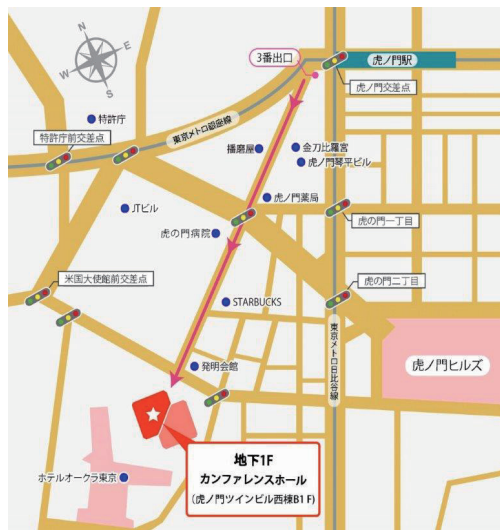 N
E
W
S
3番出口
虎ノ門駅
虎ノ門交差点
特許庁
特許庁前交差点
東京メトロ銀座線
播磨屋
金刀比羅宮
虎ノ門琴平ビル
虎ノ門薬局
JTビル
虎の門病院
虎の門一丁目
米国大使館前交差点
虎の門二丁目
STARBUCKS
東京メトロ日比谷線
虎ノ門ヒルズ
発明会館
地下1F
カンファレンスホール
(虎ノ門ツインビル西棟B1 F)
ホテルオークラ東京